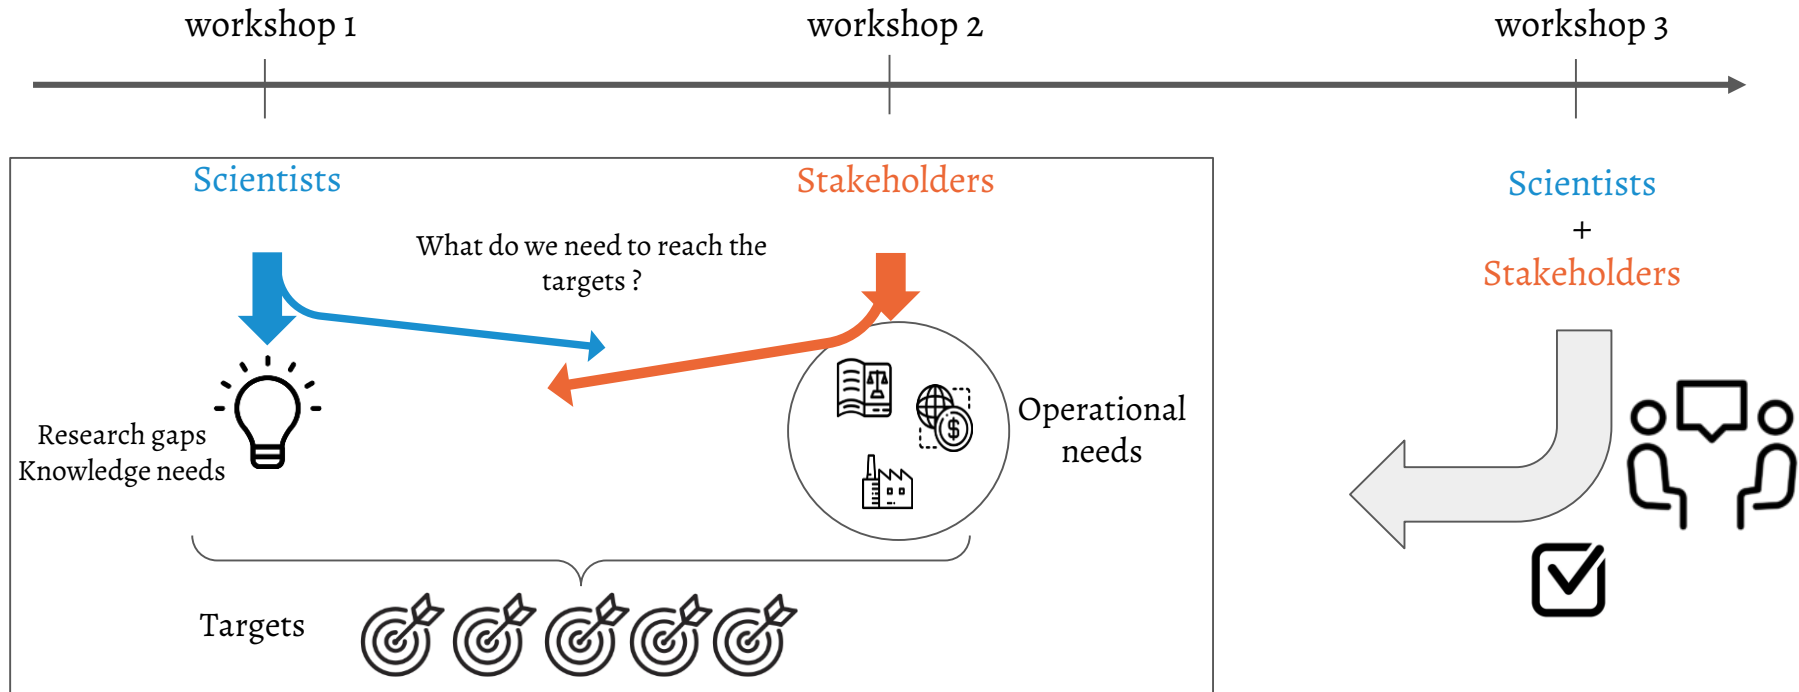 workshop 1
workshop 2
workshop 3
Scientists
Stakeholders
What do we need to reach the
targets ?
Research gaps
Knowledge needs
Operational
needs
$
Targets
Scientists
+
Stakeholders